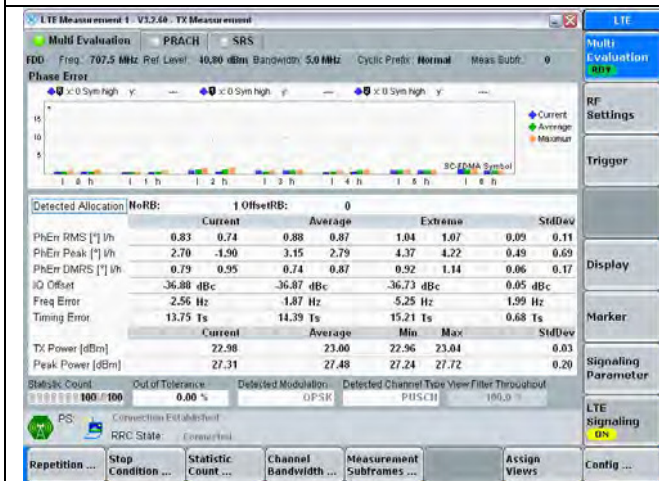 LTE Measurement 1 - V3.2.60 - TX Measurement
LTE
Multi Evaluation PRACH SRS
Multi Evaluation RDY
FDD Freq.: 707.5 MHz Ref. Level: 40.80 dBm Bandwidth: 5.0 MHz Cyclic Prefix: Normal Meas Subfr.: 0
Phase Error
x: 0 Sym high y: --- x: 0 Sym high y: --- x: 0 Sym high y: ---
RF Settings
15
10
5
Current
Average
Maximum
SC-FDMA Symbol
l 0 h l 1 h l 2 h l 3 h l 4 h l 5 h l 6 h
Trigger
Detected Allocation NoRB: 1 OffsetRB: 0
Current Average Extreme StdDev
PhErr RMS [°] l/h 0.83 0.74 0.88 0.87 1.04 1.07 0.09 0.11
PhErr Peak [°] l/h 2.70 -1.90 3.15 2.79 4.37 4.22 0.49 0.69
PhErr DMRS [°] l/h 0.79 0.95 0.74 0.87 0.92 1.14 0.06 0.17
Display
IQ Offset -36.88 dBc -36.87 dBc -36.73 dBc 0.05 dBc
Freq Error 2.56 Hz -1.87 Hz -5.25 Hz 1.99 Hz
Timing Error 13.75 Ts 14.39 Ts 15.21 Ts 0.68 Ts
Marker
Current Average Min Max StdDev
TX Power [dBm] 22.98 23.00 22.96 23.04 0.03
Peak Power [dBm] 27.31 27.48 27.24 27.72 0.20
Signaling Parameter
Statistic Count Out of Tolerance Detected Modulation Detected Channel Type View Filter Throughout
100 / 100 0.00 % QPSK PUSCH 100.0 %
PS: Connection Established
RRC State: Connected
LTE Signaling ON
Repetition ... Stop Condition ... Statistic Count ... Channel Bandwidth ... Measurement Subframes ... Assign Views Config ...